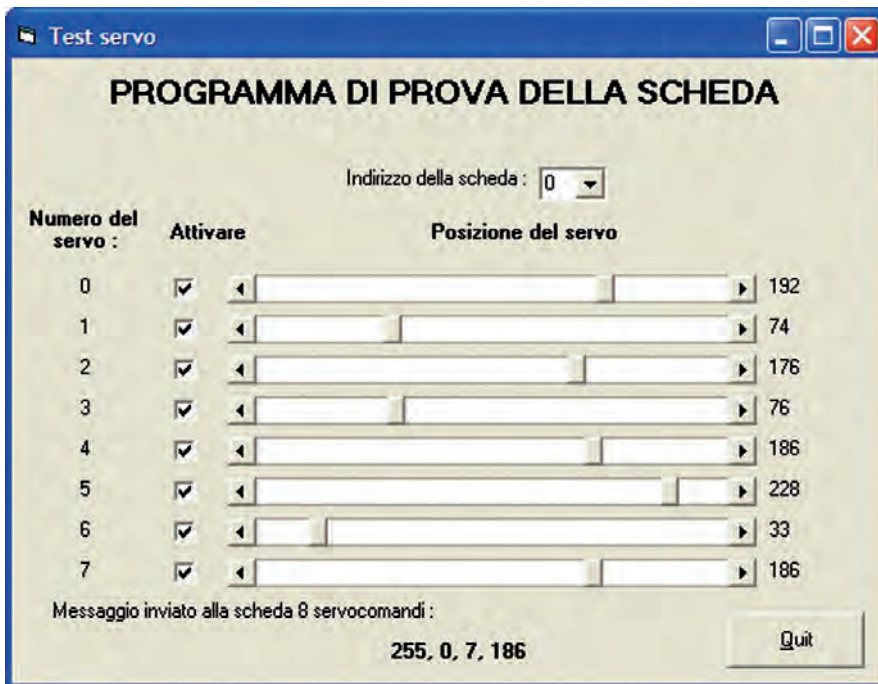 Test servo
PROGRAMMA DI PROVA DELLA SCHEDA
Indirizzo della scheda : 0
Numero del servo : Attivare Posizione del servo
0 192
1 74
2 176
3 76
4 186
5 228
6 33
7 186
Messaggio inviato alla scheda 8 servocomandi :
255, 0, 7, 186
Quit